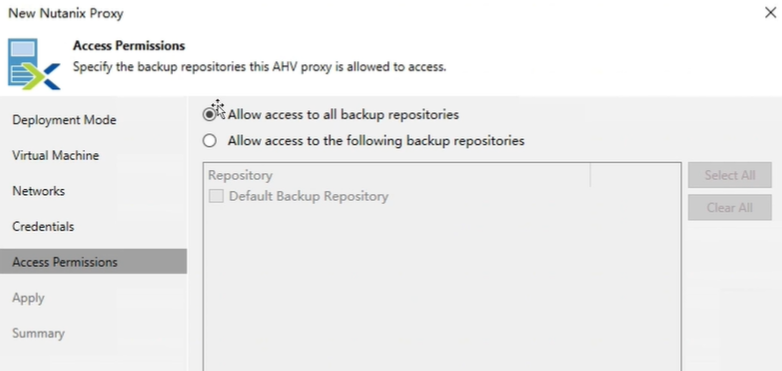 New Nutanix Proxy
Access Permissions
Specify the backup repositories this AHV proxy is allowed to access.
Deployment Mode
Virtual Machine
Networks
Credentials
Access Permissions
Apply
Summary
Allow access to all backup repositories
Allow access to the following backup repositories
Repository
Default Backup Repository
Select All
Clear All